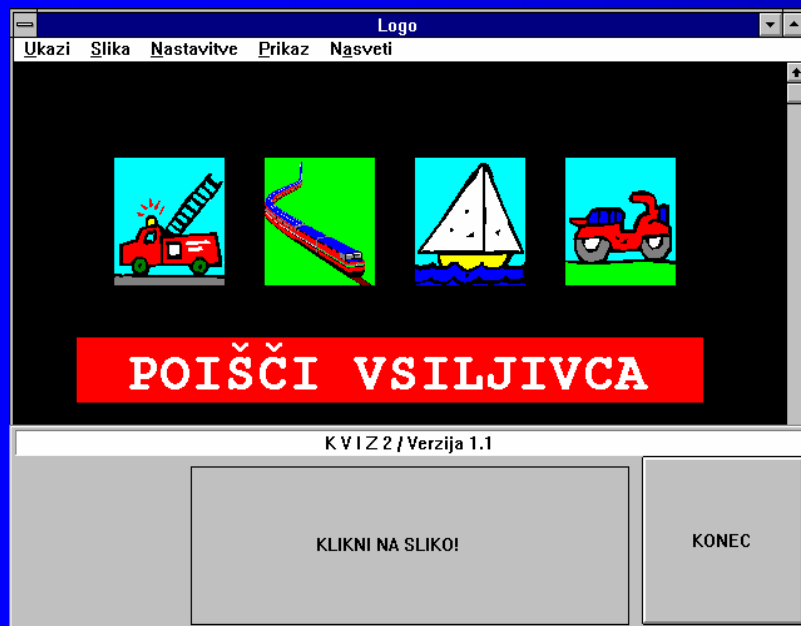 Logo
Ukazi Slika Nastavitve Prikaz Nasveti
POIŠČI VSILJIVCA
K V I Z 2 / Verzija 1.1
KLIKNI NA SLIKO!
KONEC